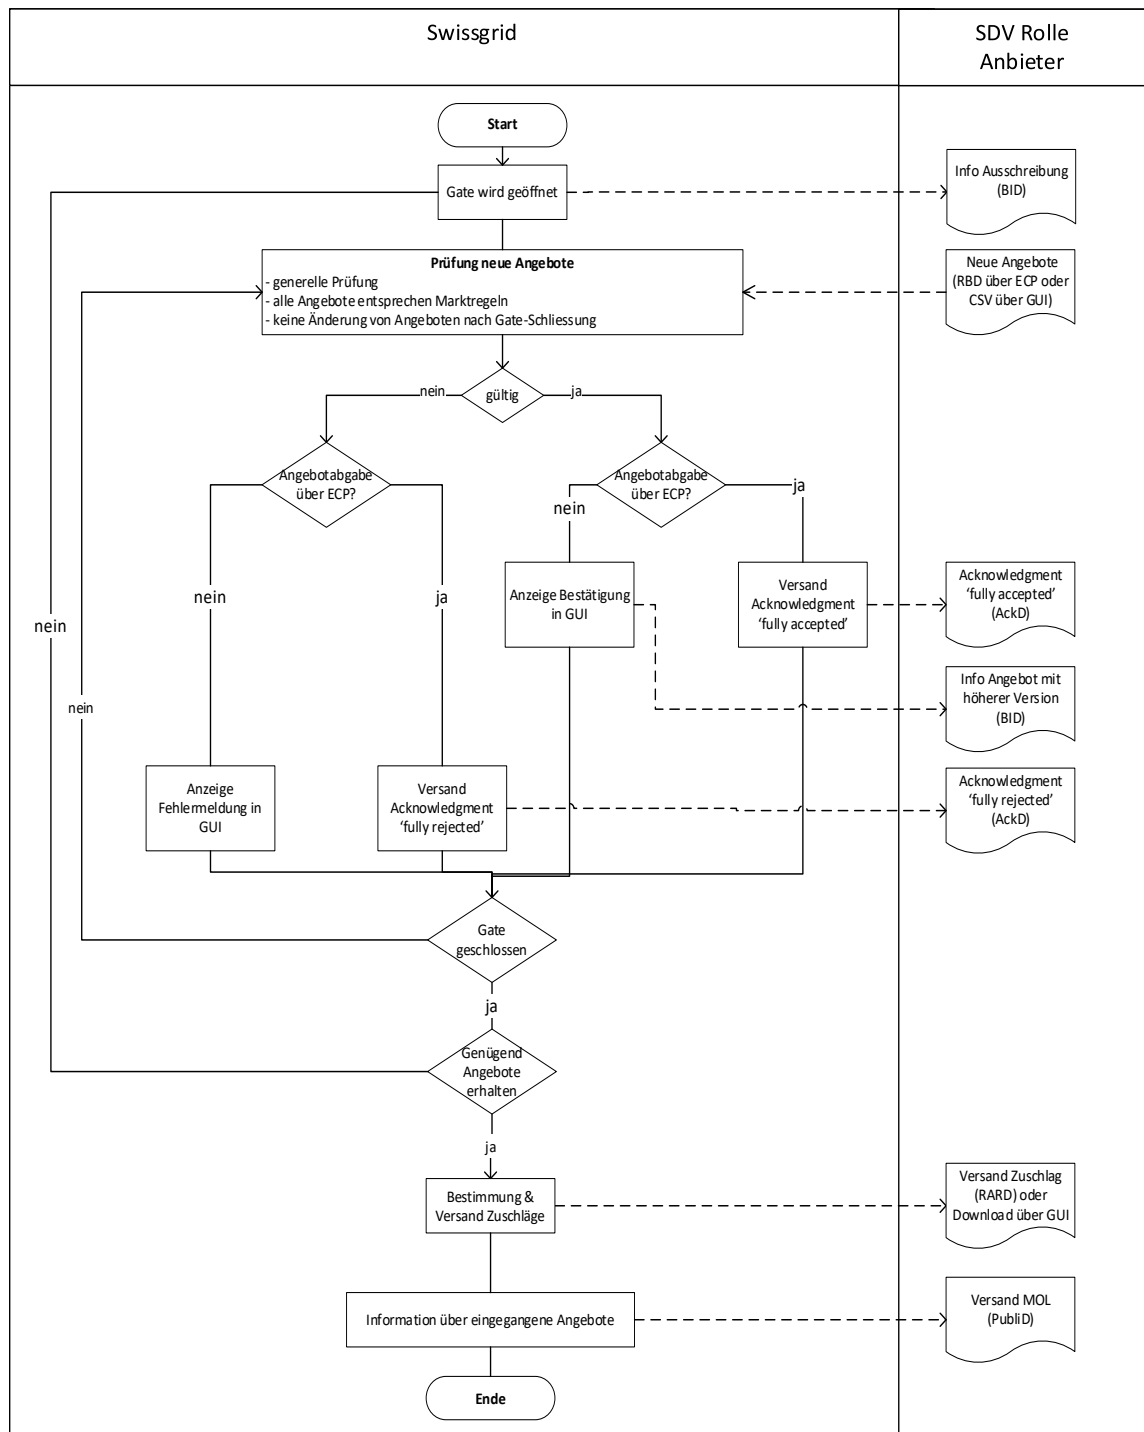 Swissgrid
SDV Rolle
Anbieter
Start
Gate wird geöffnet
Info Ausschreibung
(BID)
Prüfung neue Angebote
- generelle Prüfung
- alle Angebote entsprechen Marktregeln
- keine Änderung von Angeboten nach Gate-Schliessung
Neue Angebote
(RBD über ECP oder
CSV über GUI)
nein
gültig
ja
Angebotabgabe
über ECP?
Angebotabgabe
über ECP?
nein
ja
nein
ja
Anzeige Bestätigung
in GUI
Versand
Acknowledgment
‘fully accepted’
Acknowledgment
‘fully accepted’
(AckD)
nein
nein
Info Angebot mit
höherer Version
(BID)
Anzeige
Fehlermeldung in
GUI
Versand
Acknowledgment
‘fully rejected’
Acknowledgment
‘fully rejected’
(AckD)
Gate
geschlossen
ja
Genügend
Angebote
erhalten
ja
Bestimmung &
Versand Zuschläge
Versand Zuschlag
(RARD) oder
Download über GUI
Information über eingegangene Angebote
Versand MOL
(PubliD)
Ende